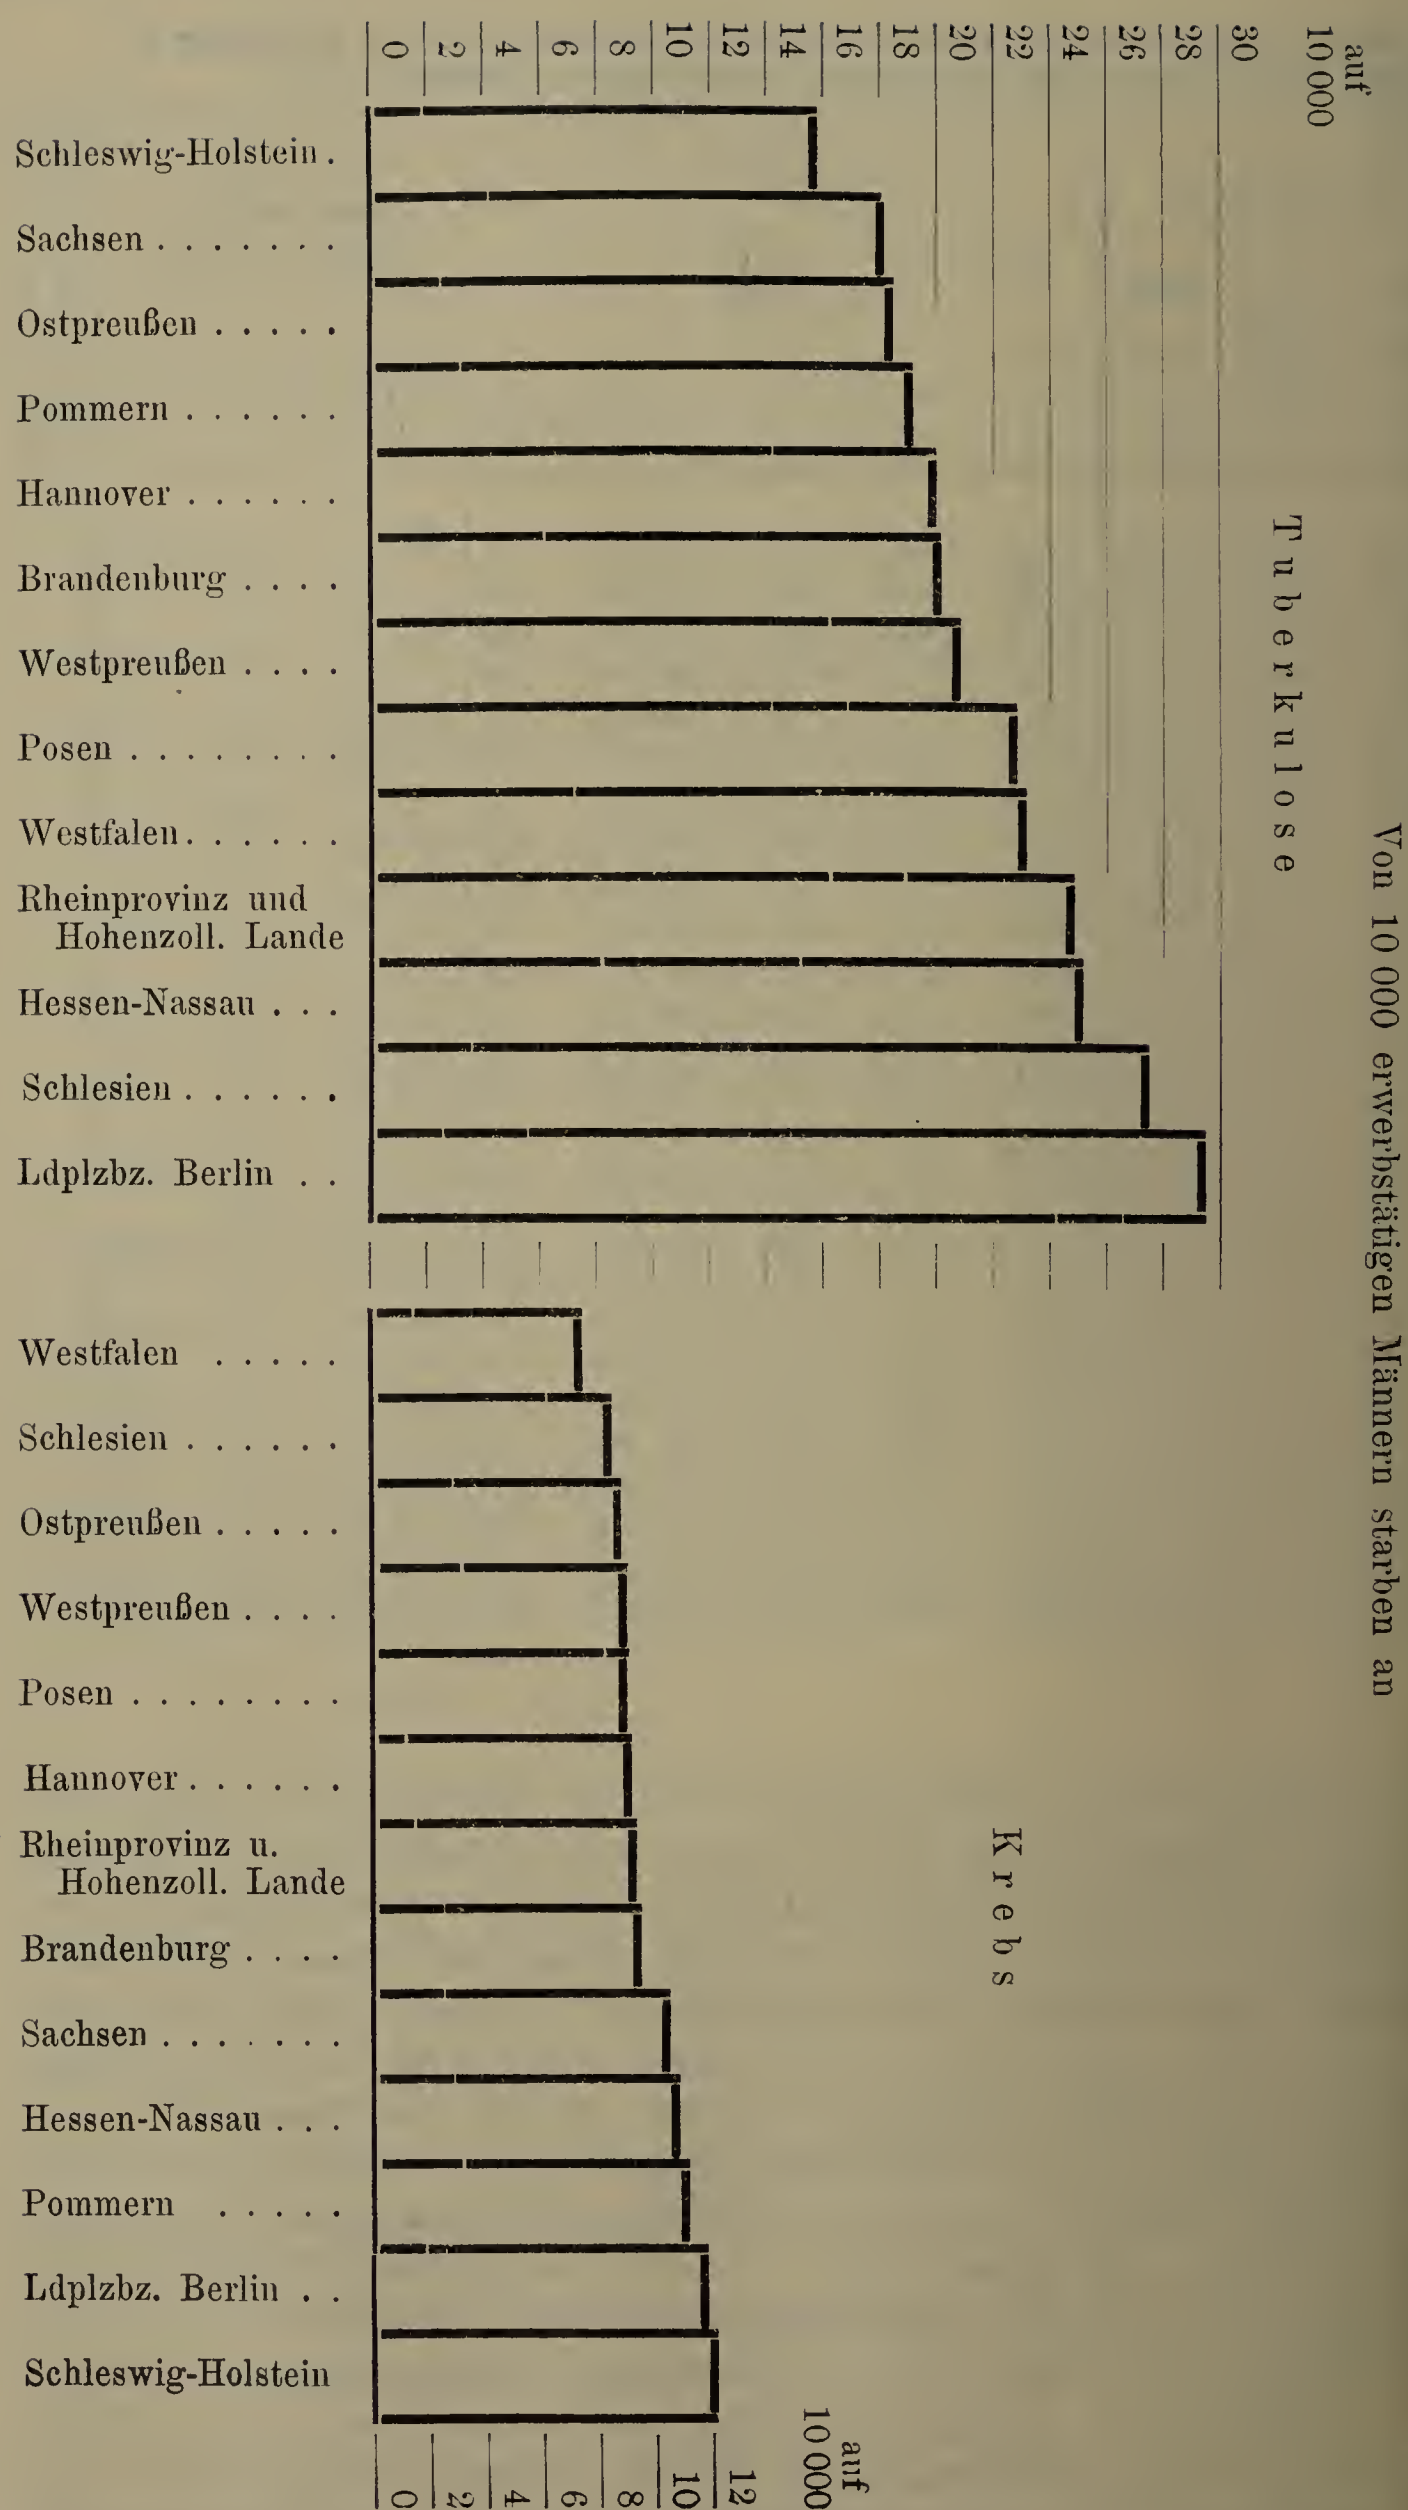 Von 10 000 erwerbstätigen Männern starben an
Tuberkulose
auf
10 000
30
28
26
24
22
20
18
16
14
12
10
8
6
4
2
0
Schleswig-Holstein .
Sachsen . . . . . . .
Ostpreußen . . . . .
Pommern . . . . . .
Hannover . . . . . .
Brandenburg . . . .
Westpreußen . . . .
Posen . . . . . . . .
Westfalen . . . . . .
Rheinprovinz und
Hohenzoll. Lande
Hessen-Nassau . . .
Schlesien . . . . . .
Ldplzbz. Berlin . .
Krebs
Westfalen . . . . .
Schlesien . . . . . .
Ostpreußen . . . . .
Westpreußen . . . .
Posen . . . . . . . .
Hannover . . . . . .
Rheinprovinz u.
Hohenzoll. Lande
Brandenburg . . . .
Sachsen . . . . . . .
Hessen-Nassau . . .
Pommern . . . . .
Ldplzbz. Berlin . .
Schleswig-Holstein
auf
10 000
12
10
8
6
4
2
0